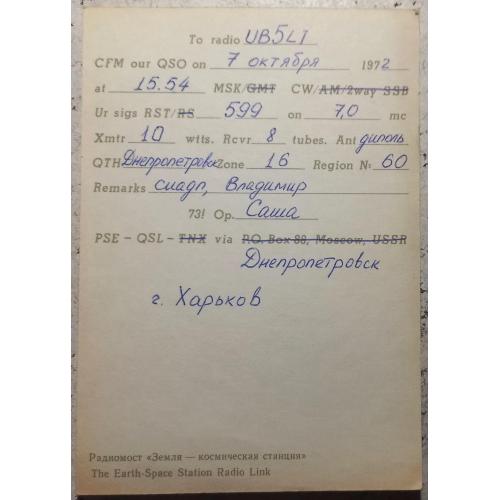 To radio UB5LI
CFM our QSO on 7 октября 1972
at 15.54 MSK/GMT CW/AM/2way SSB
Ur sigs RST/RS 599 on 7,0 mc
Xmtr 10 wtts. Rcvr 8 tubes. Ant диполь
QTH Днепропетровск Zone 16 Region № 60
Remarks Владимир
73! Op. Саша
PSE – QSL – TNX via P.O. Box 88, Moscow, USSR
Днепропетровск
г. Харьков
Радиомост «Земля — космическая станция»
The Earth-Space Station Radio Link